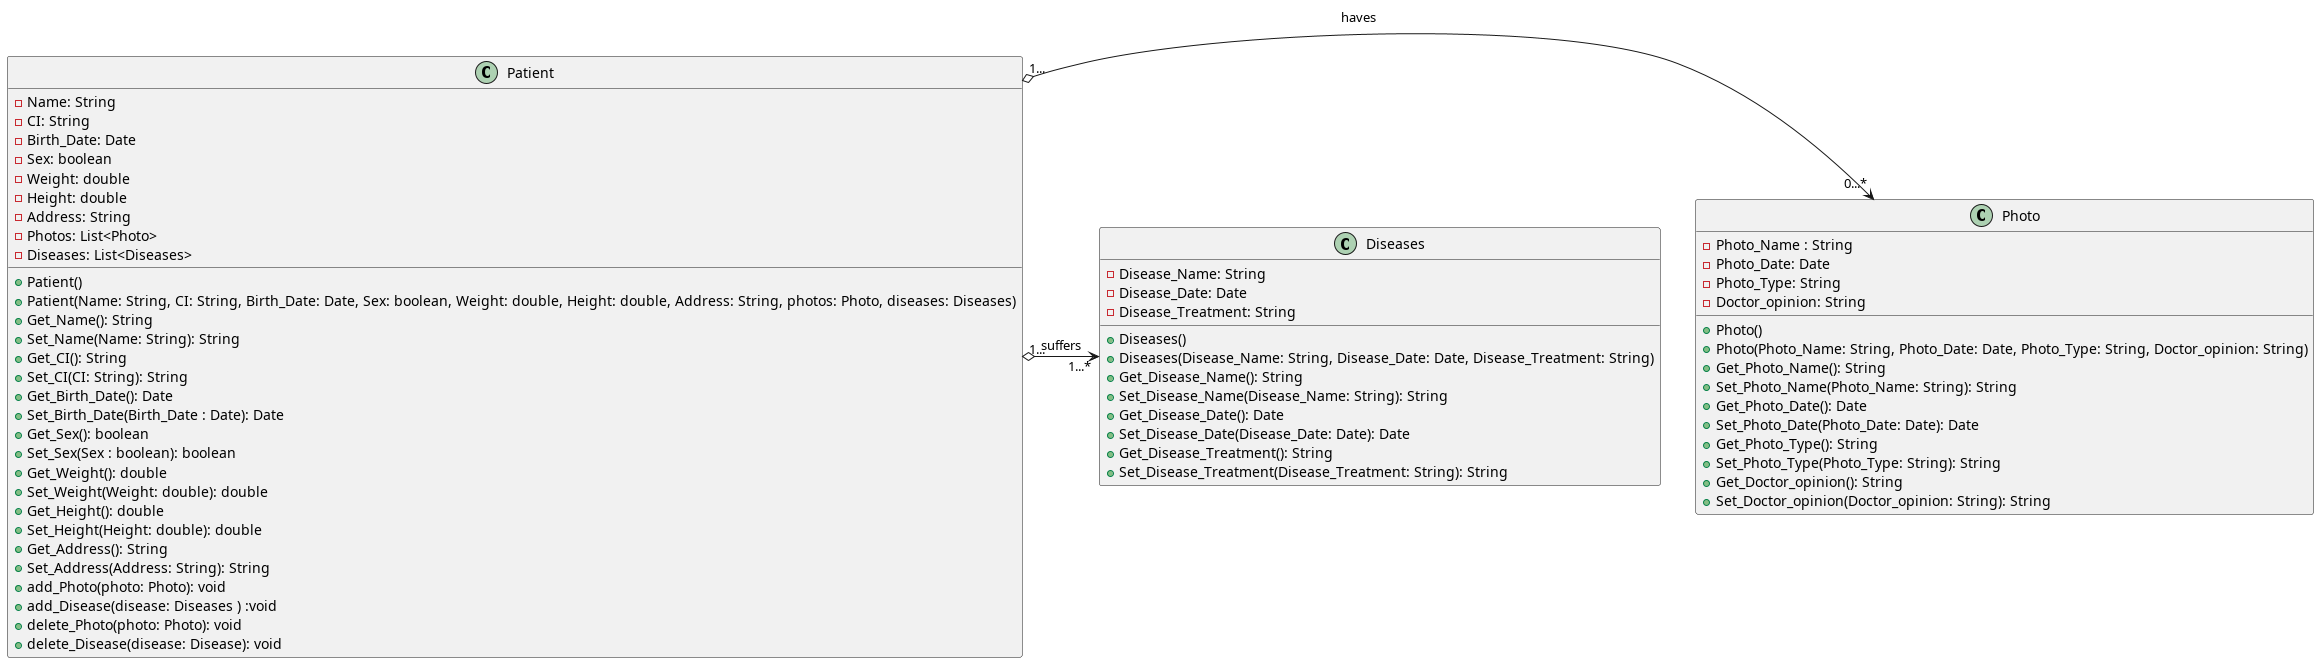 haves
1...
0...*
C Patient
Name: String
CI: String
Birth_Date: Date
Sex: boolean
Weight: double
Height: double
Address: String
Photos: List<Photo>
Diseases: List<Diseases>
Patient()
Patient(Name: String, CI: String, Birth_Date: Date, Sex: boolean, Weight: double, Height: double, Address: String, photos: Photo, diseases: Diseases)
Get_Name(): String
Set_Name(Name: String): String
Get_CI(): String
Set_CI(CI: String): String
Get_Birth_Date(): Date
Set_Birth_Date(Birth_Date : Date): Date
Get_Sex(): boolean
Set_Sex(Sex : boolean): boolean
Get_Weight(): double
Set_Weight(Weight: double): double
Get_Height(): double
Set_Height(Height: double): double
Get_Address(): String
Set_Address(Address: String): String
add_Photo(photo: Photo): void
add_Disease(disease: Diseases ) :void
delete_Photo(photo: Photo): void
delete_Disease(disease: Disease): void
1...
suffers
1...*
C Diseases
Disease_Name: String
Disease_Date: Date
Disease_Treatment: String
Diseases()
Diseases(Disease_Name: String, Disease_Date: Date, Disease_Treatment: String)
Get_Disease_Name(): String
Set_Disease_Name(Disease_Name: String): String
Get_Disease_Date(): Date
Set_Disease_Date(Disease_Date: Date): Date
Get_Disease_Treatment(): String
Set_Disease_Treatment(Disease_Treatment: String): String
C Photo
Photo_Name : String
Photo_Date: Date
Photo_Type: String
Doctor_opinion: String
Photo()
Photo(Photo_Name: String, Photo_Date: Date, Photo_Type: String, Doctor_opinion: String)
Get_Photo_Name(): String
Set_Photo_Name(Photo_Name: String): String
Get_Photo_Date(): Date
Set_Photo_Date(Photo_Date: Date): Date
Get_Photo_Type(): String
Set_Photo_Type(Photo_Type: String): String
Get_Doctor_opinion(): String
Set_Doctor_opinion(Doctor_opinion: String): String